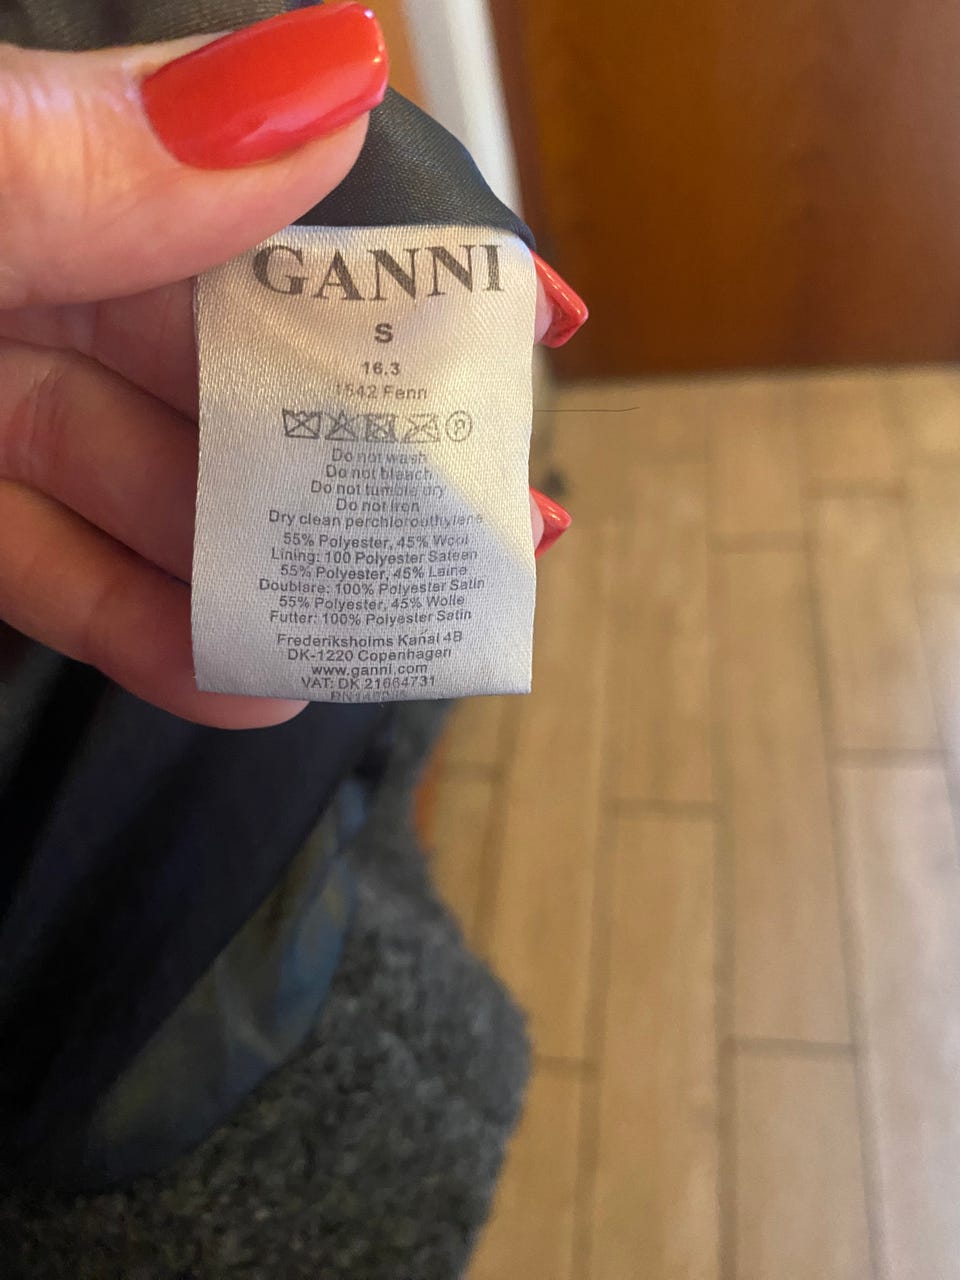 GANNI
S
16.3
1542 Fenn
P
Do not wash
Do not bleach
Do not tumble dry
Do not iron
Dry clean perchloroethylene
55% Polyester, 45% Wool
Lining: 100 Polyester Sateen
55% Polyester, 45% Laine
Doublare: 100% Polyester Satin
55% Polyester, 45% Wolle
Futter: 100% Polyester Satin
Frederiksholms Kanal 4B
DK-1220 Copenhagen
www.ganni.com
VAT: DK 21664731